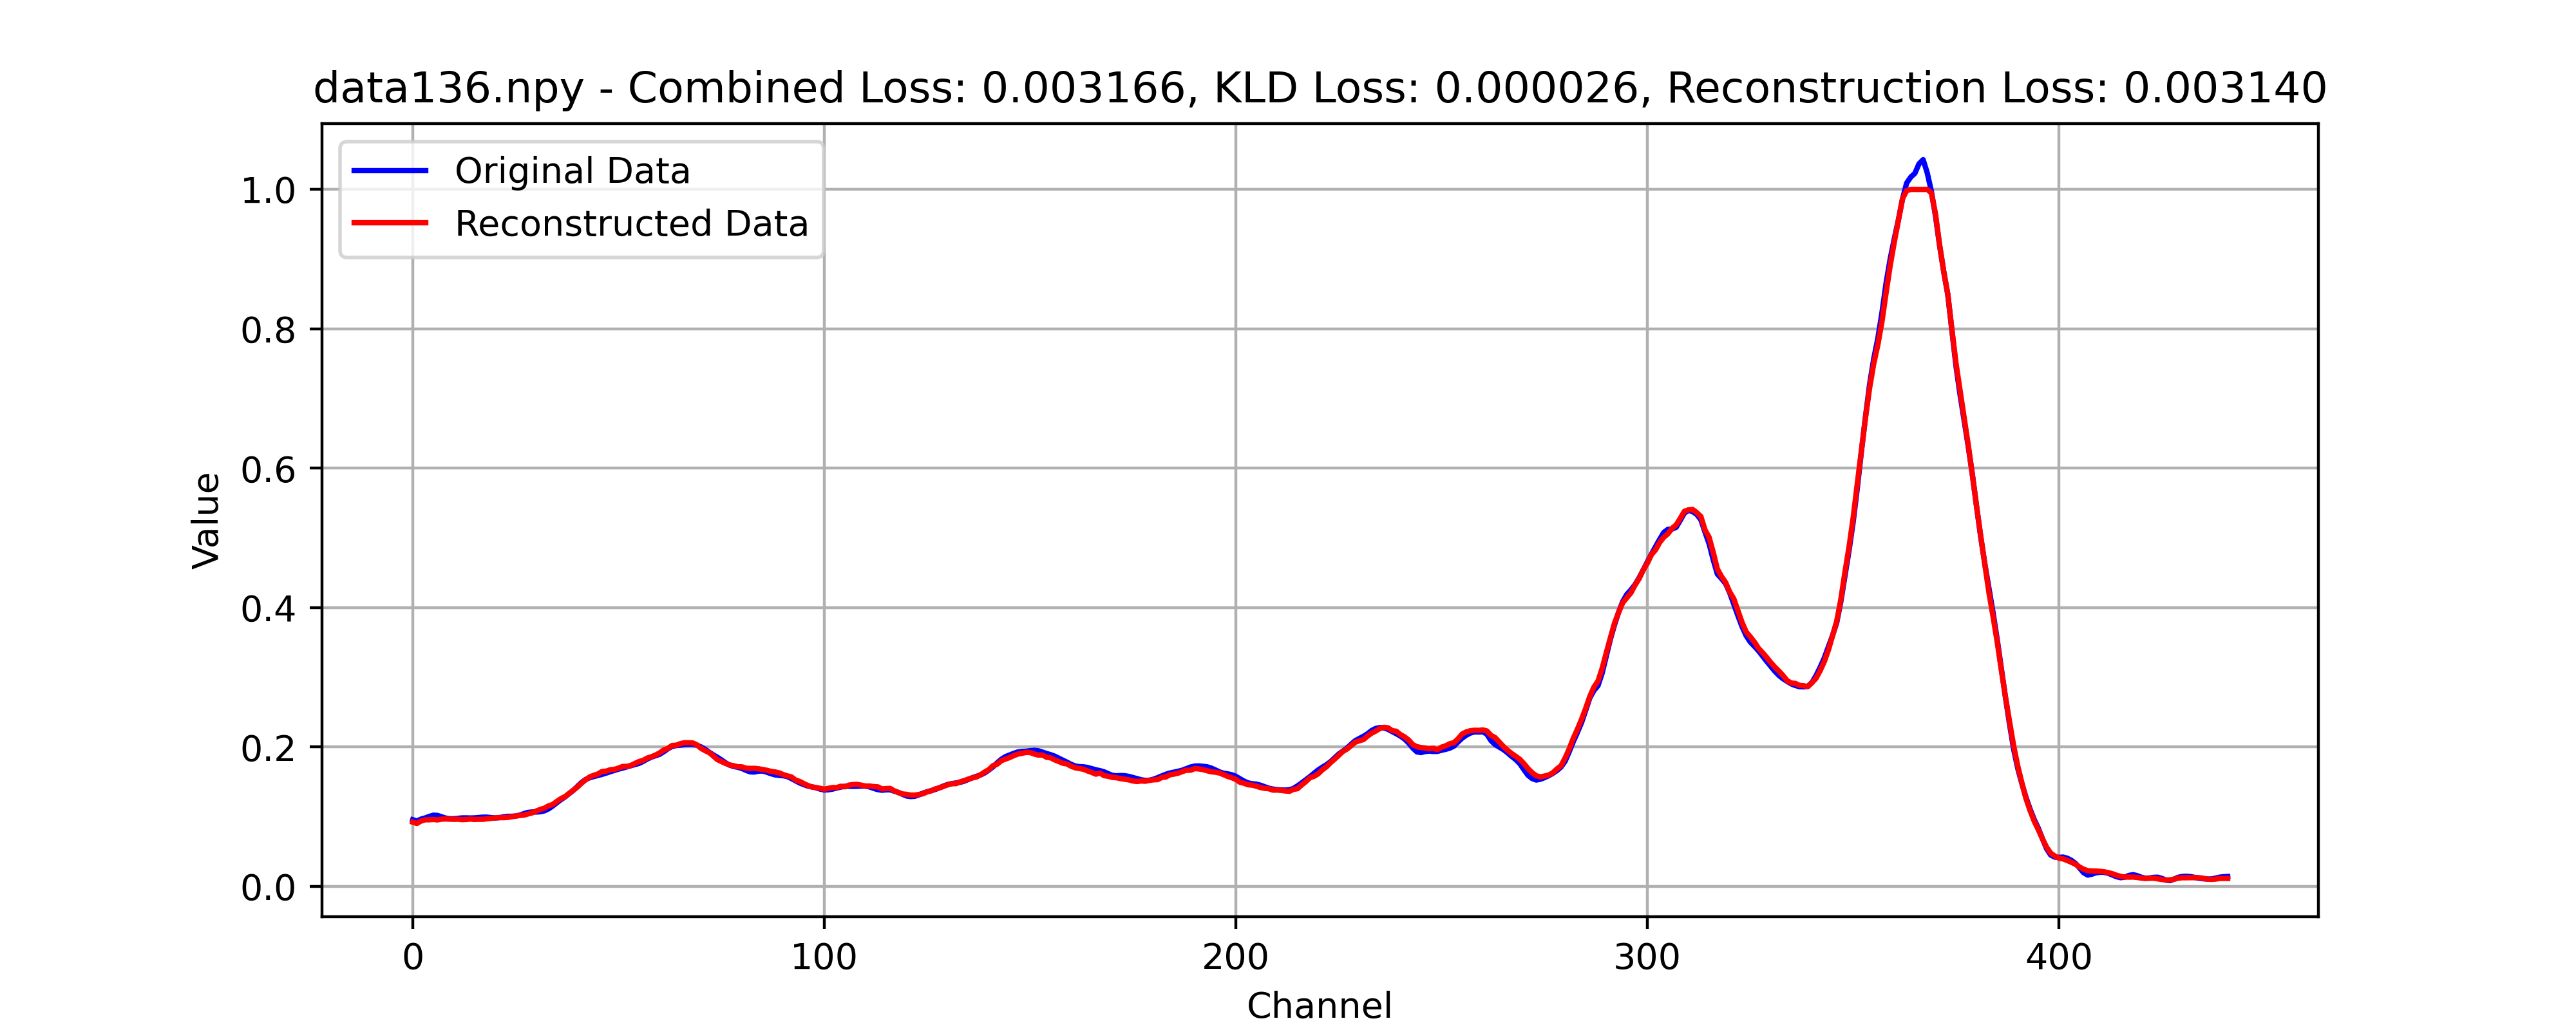 data136.npy - Combined Loss: 0.003166, KLD Loss: 0.000026, Reconstruction Loss: 0.003140
Original Data
Reconstructed Data
1.0
0.8
0.6
0.4
0.2
0.0
Value
0 100 200 300 400
Channel